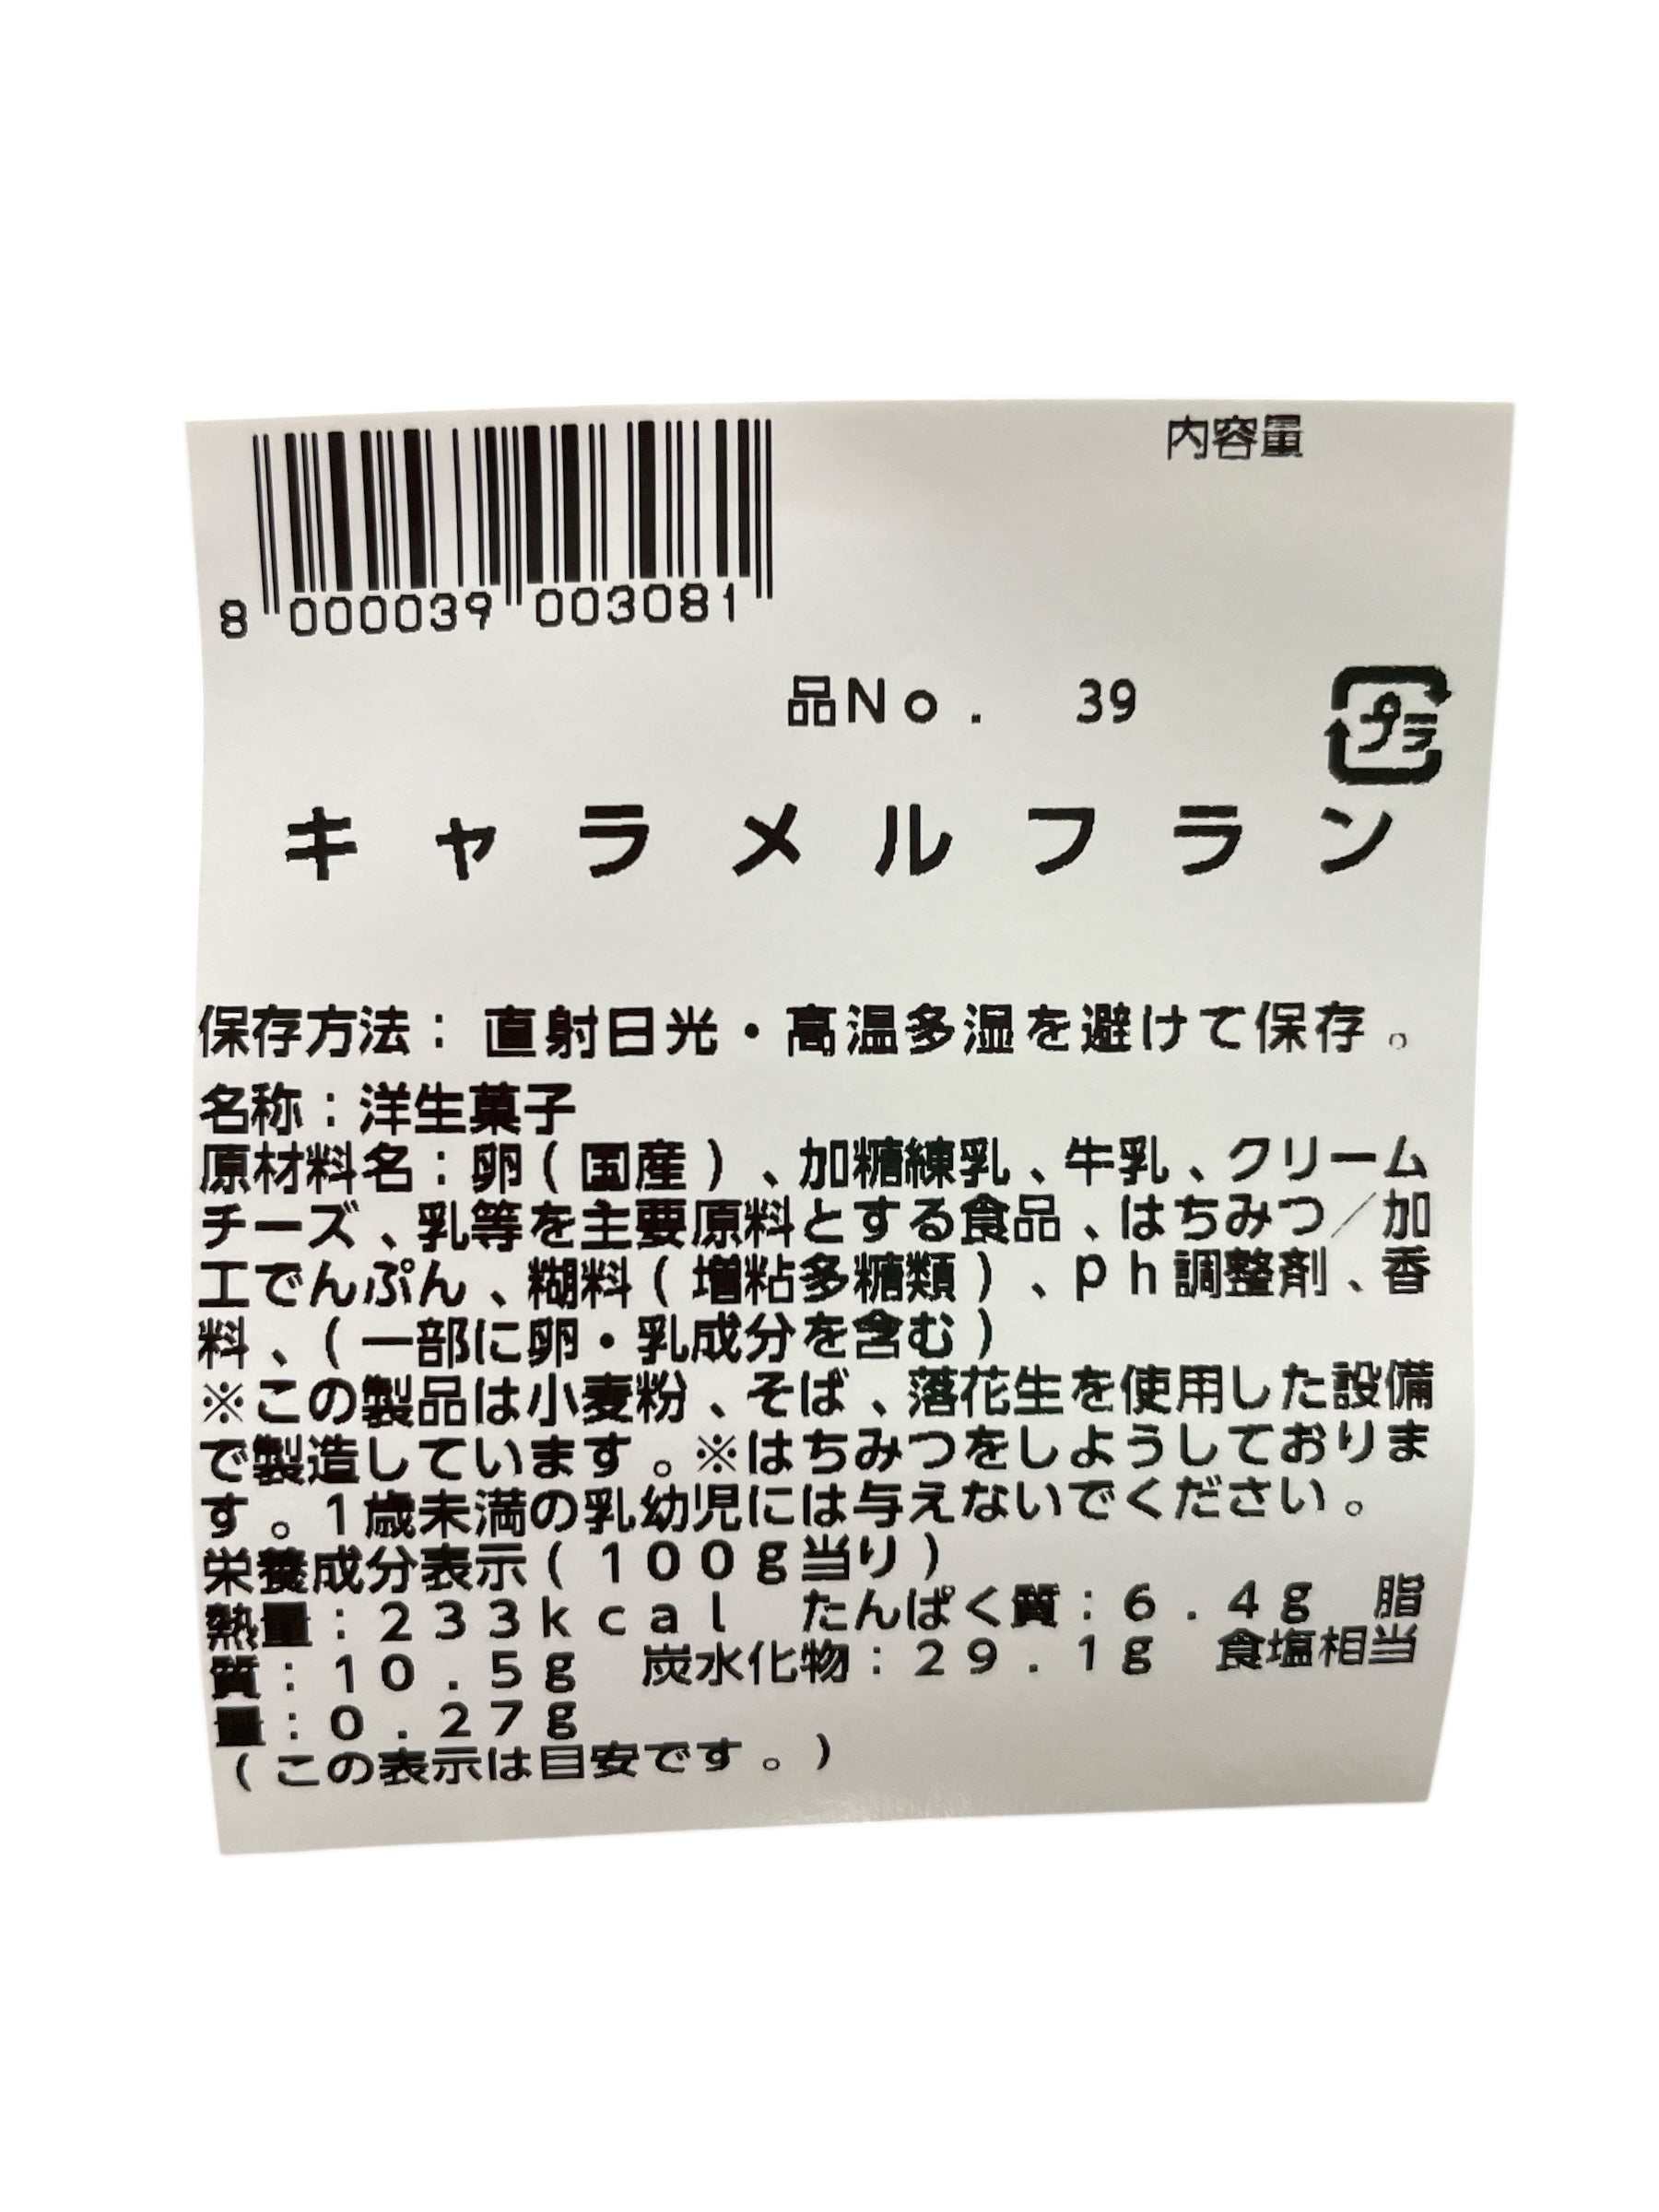 内容量
8 000039 003081
品No. 39
プラ
キャラメルフラン
保存方法：直射日光・高温多湿を避けて保存。
名称：洋生菓子
原材料名：卵（国産）、加糖練乳、牛乳、クリーム
チーズ、乳等を主要原料とする食品、はちみつ／加
工でんぷん、糊料（増粘多糖類）、ｐｈ調整剤、香
料、（一部に卵・乳成分を含む）
※この製品は小麦粉、そば、落花生を使用した設備
で製造しています。※はちみつをしようしておりま
す。１歳未満の乳幼児には与えないでください。
栄養成分表示（１００ｇ当り）
熱量：２３３ｋｃａｌ　たんぱく質：６．４ｇ　脂
質：１０．５ｇ　炭水化物：２９．１ｇ　食塩相当
量：０．２７ｇ
（この表示は目安です。）